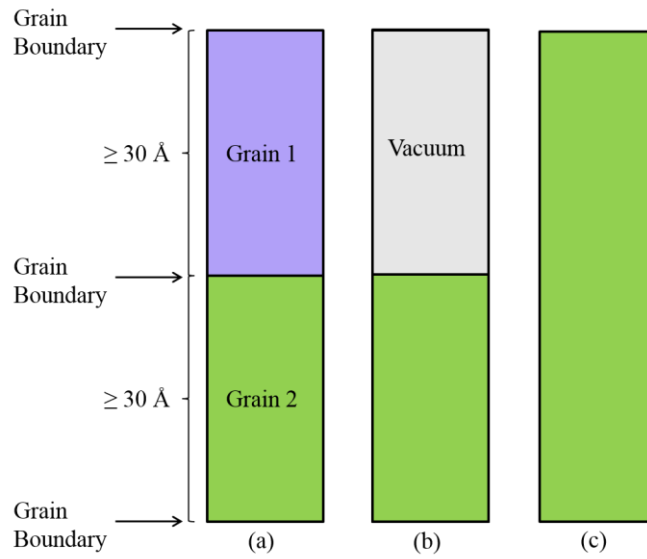 Grain
Boundary
≥ 30 Å
Grain 1
Vacuum
Grain
Boundary
≥ 30 Å
Grain 2
Grain
Boundary
(a)
(b)
(c)